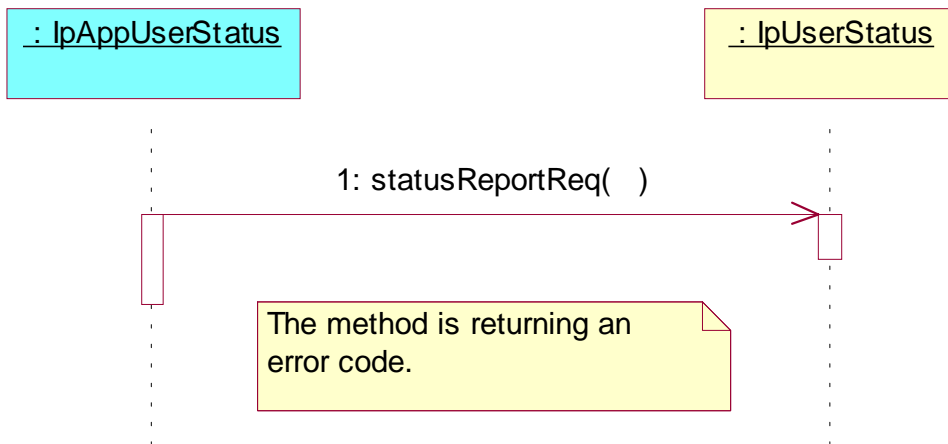 : IpAppUserStatus
: IpUserStatus
1: statusReportReq(   )
The method is returning an
error code.